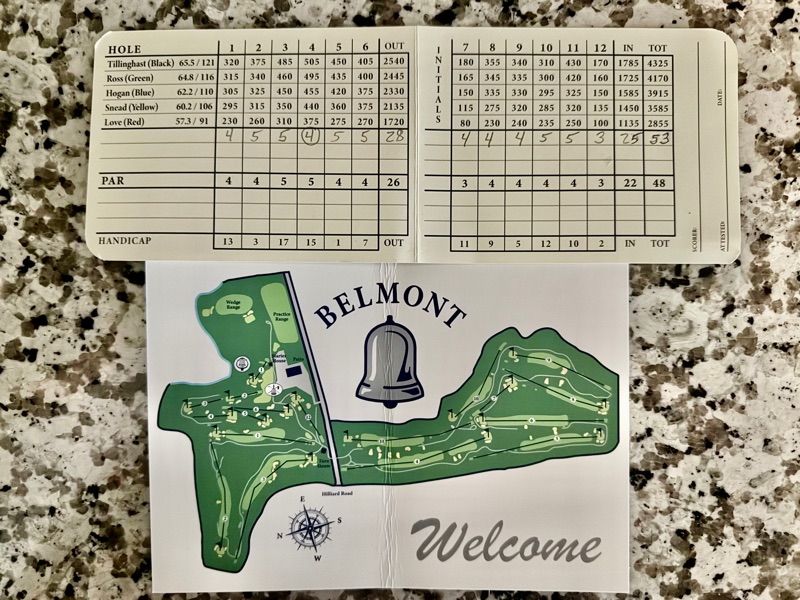 HOLE 1 2 3 4 5 6 OUT
Tillinghast (Black) 65.5 / 121 320 375 485 505 450 405 2540
Ross (Green) 64.8 / 116 315 340 460 495 435 400 2445
Hogan (Blue) 62.2 / 110 305 325 450 455 420 375 2330
Snead (Yellow) 60.2 / 106 295 315 350 440 360 375 2135
Love (Red) 57.3 / 91 230 260 310 375 275 270 1720
4 5 5 4 5 5 28
PAR 4 4 5 5 4 4 26
HANDICAP 13 3 17 15 1 7 OUT
INITIALS
7 8 9 10 11 12 IN TOT
180 355 340 310 430 170 1785 4325
165 345 330 305 420 160 1725 4170
150 335 330 295 325 150 1585 3915
115 275 320 285 320 135 1450 3585
80 230 240 235 250 100 1135 2855
4 4 4 5 5 3 25 53
3 4 4 4 4 3 22 48
11 9 5 12 10 2 IN TOT
SCORER:
DATE:
ATTESTED:
BELMONT
Wedge Range
Practice Range
Patio
Hilliard Road
E
N S
W
Welcome